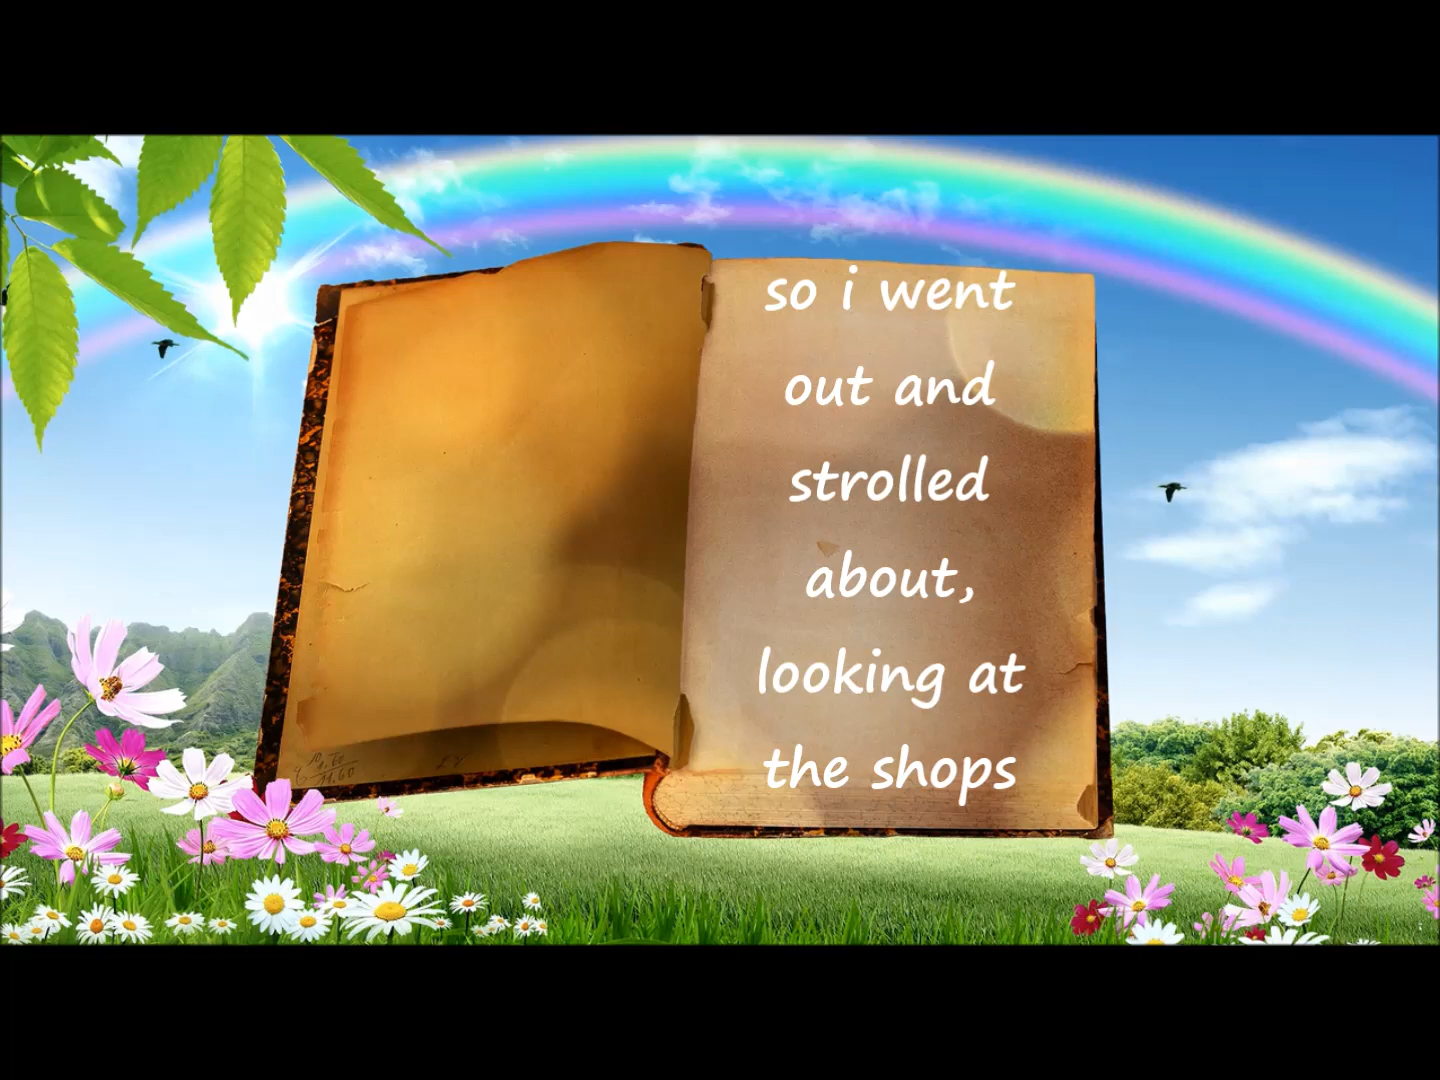 so i went
out and
strolled
about,
looking at
the shops